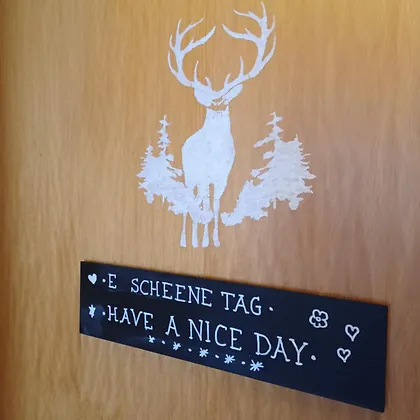 ♥ · E SCHEENE TAG ·
* · HAVE A NICE DAY ·